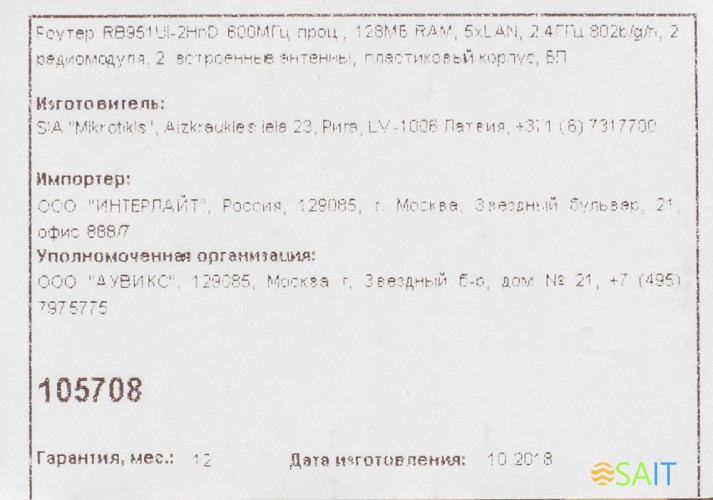 Роутер RB951Ui-2HnD 600МГц проц., 128МБ RAM, 5xLAN, 2.4ГГц 802b/g/n, 2
радиомодуля, 2 встроенные антенны, пластиковый корпус, БП
Изготовитель:
SIA "Mikrotikls", Aizkraukles iela 23, Рига, LV-1006 Латвия, +371 (6) 7317700
Импортер:
ООО "ИНТЕРЛАЙТ", Россия, 129085, г. Москва, Звездный бульвар, 21,
офис 888/7
Уполномоченная организация:
ООО "АУВИКС", 129085, Москва г, Звездный б-р, дом № 21, +7 (495)
7975775
105708
Гарантия, мес.: 12 Дата изготовления: 10.2018
SAIT